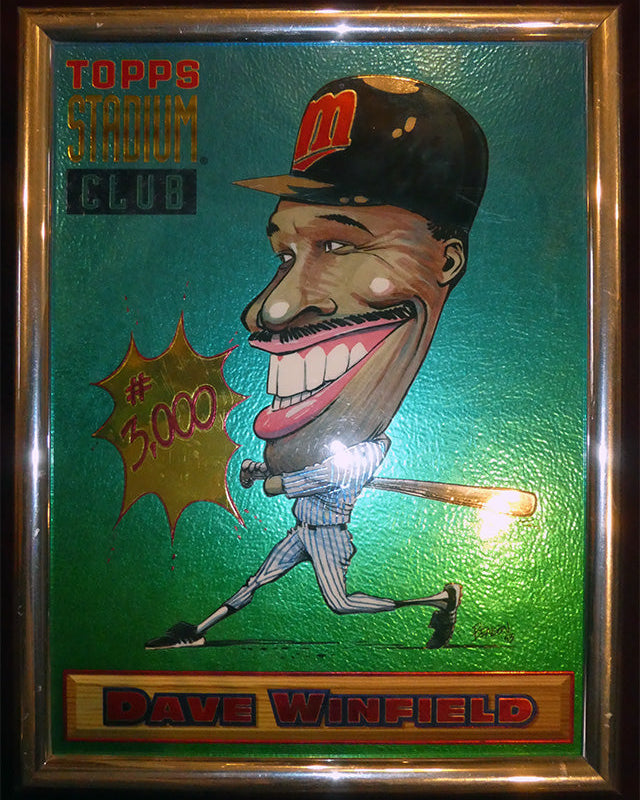 TOPPS
STADIUM®
CLUB
m
#
3,000
DAVE WINFIELD